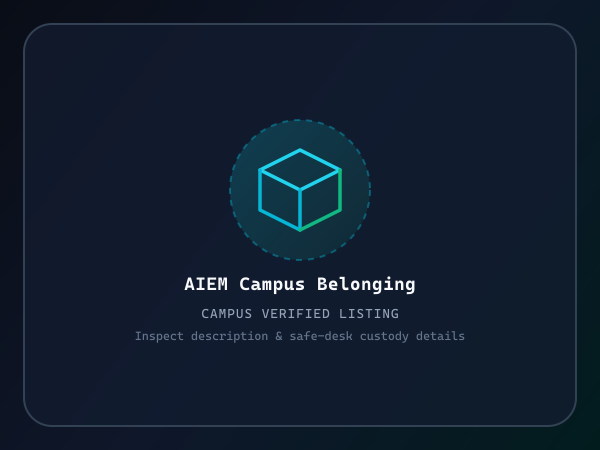 AIEM Campus Belonging
CAMPUS VERIFIED LISTING
Inspect description & safe-desk custody details